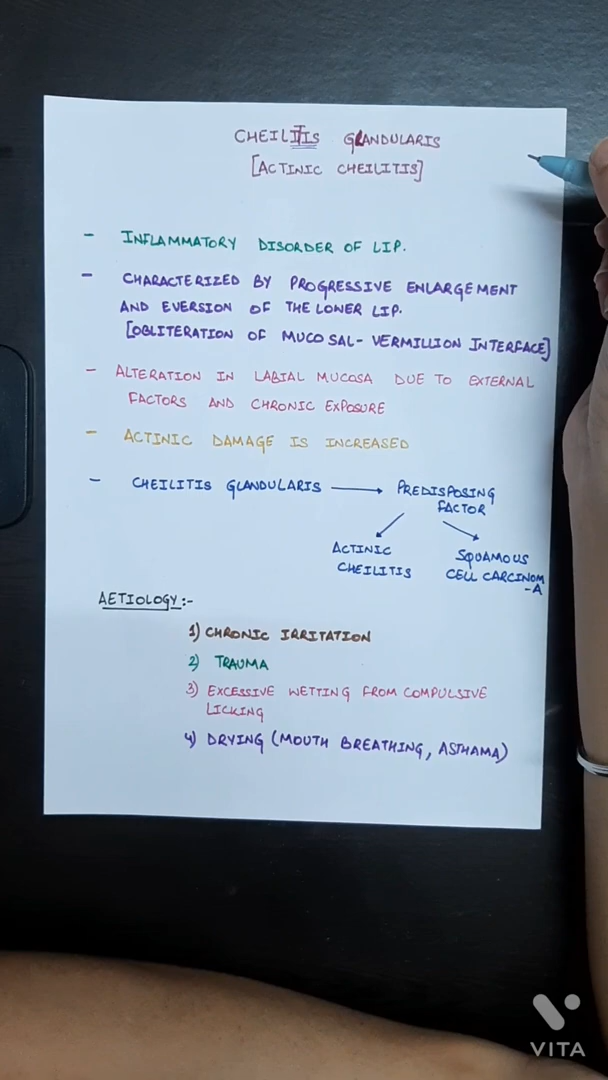 CHEILITIS GLANDULARIS
[ACTINIC CHEILITIS]
- INFLAMMATORY DISORDER OF LIP.
- CHARACTERIZED BY PROGRESSIVE ENLARGEMENT
AND EVERSION OF THE LONER LIP.
[OBLITERATION OF MUCOSAL-VERMILLION INTERFACE]
- ALTERATION IN LABIAL MUCOSA DUE TO EXTERNAL
FACTORS AND CHRONIC EXPOSURE
- ACTINIC DAMAGE IS INCREASED
- CHEILITIS GLANDULARIS → PREDISPOSING
FACTOR
ACTINIC
CHEILITIS
SQUAMOUS
CELL CARCINOM
-A
AETIOLOGY:-
1) CHRONIC IRRITATION
2) TRAUMA
3) EXCESSIVE WETTING FROM COMPULSIVE
LICKING
4) DRYING (MOUTH BREATHING, ASTHAMA)
VITA